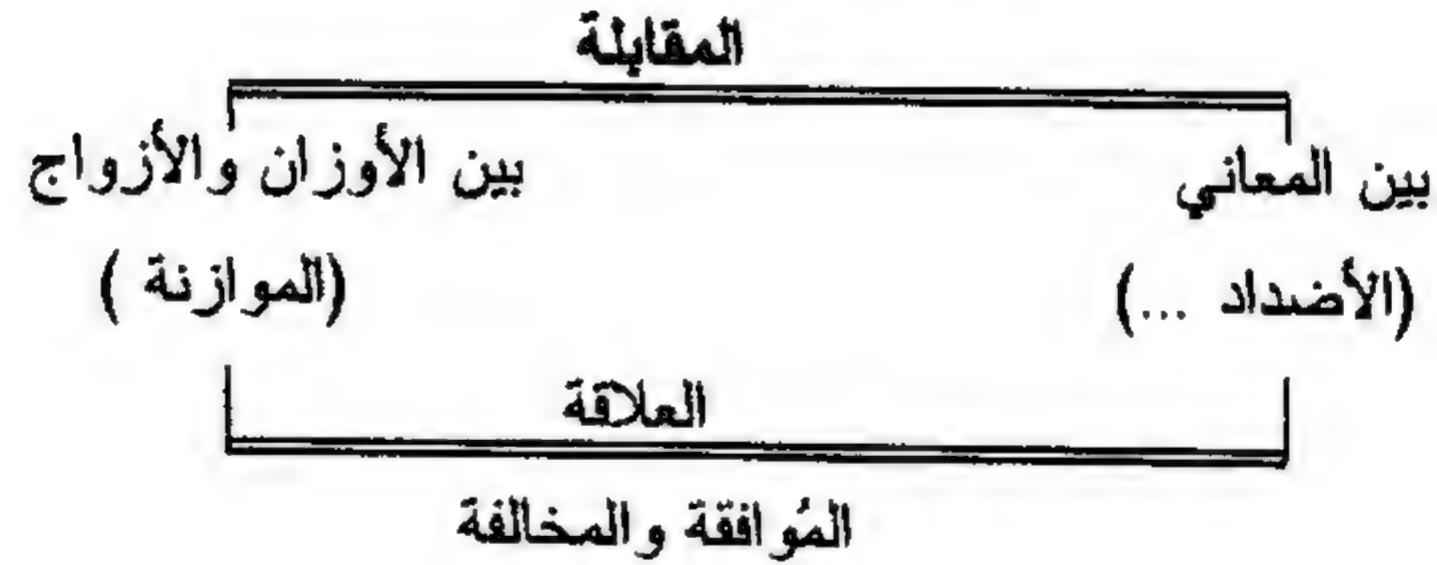 المقابلة
بين المعاني
بين الأوزان والأزواج
(الأضداد ...)
(الموازنة )
العلاقة
المُوافقة والمخالفة